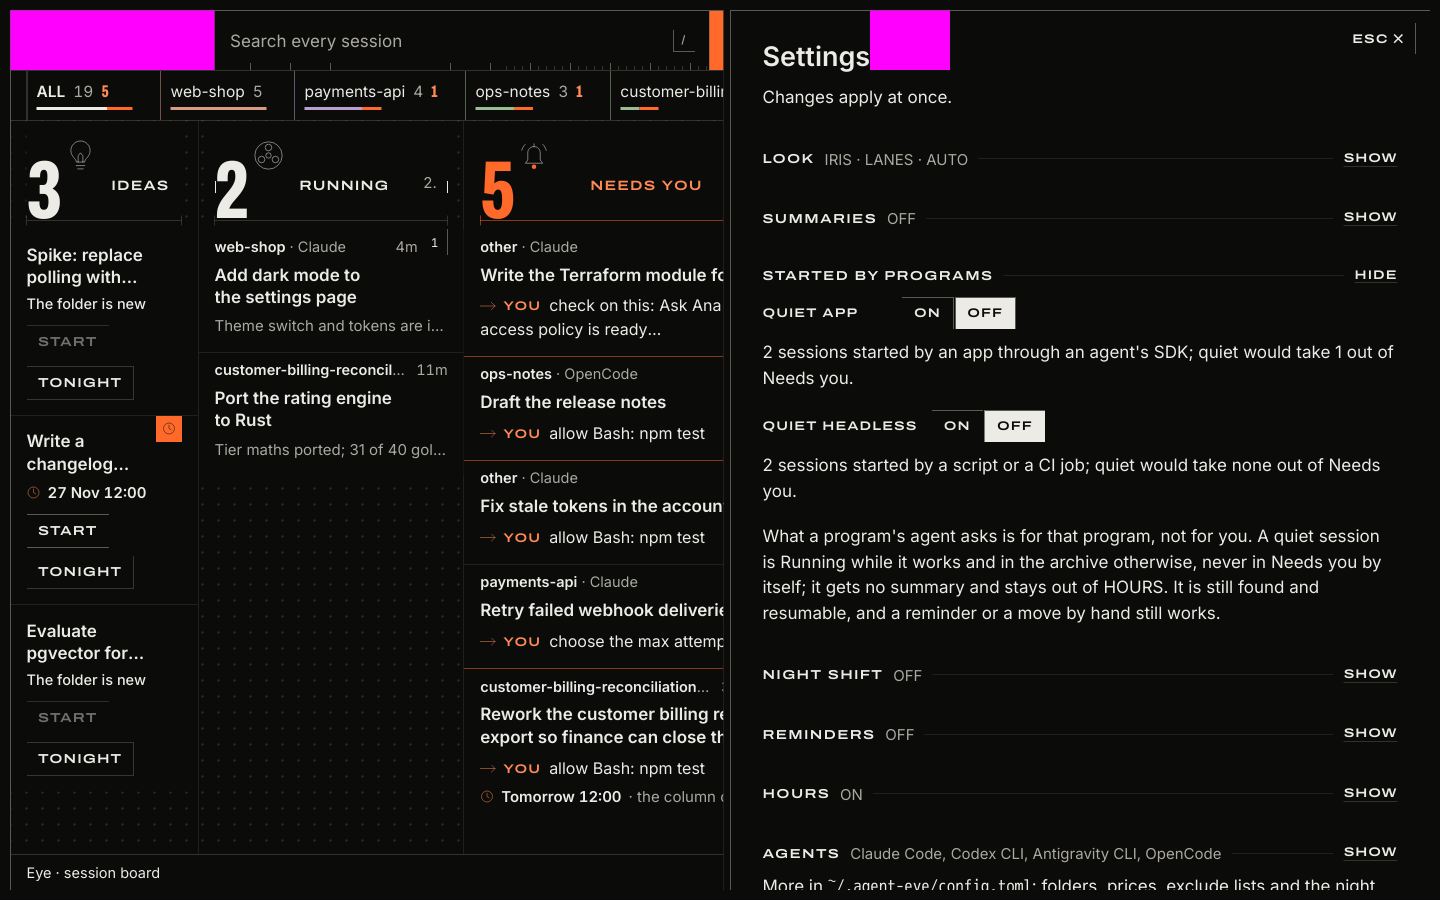 Search every session /
ALL 19 5
web-shop 5
payments-api 4 1
ops-notes 3 1
customer-billin
3 IDEAS
Spike: replace
polling with...
The folder is new
START
TONIGHT
Write a
changelog...
27 Nov 12:00
START
TONIGHT
Evaluate
pgvector for...
The folder is new
START
TONIGHT
2 RUNNING 2.
web-shop · Claude 4m 1
Add dark mode to
the settings page
Theme switch and tokens are i...
customer-billing-reconcil... 11m
Port the rating engine
to Rust
Tier maths ported; 31 of 40 gol...
5 NEEDS YOU
other · Claude
Write the Terraform module fo
→ YOU check on this: Ask Ana
access policy is ready...
ops-notes · OpenCode
Draft the release notes
→ YOU allow Bash: npm test
other · Claude
Fix stale tokens in the accoun
→ YOU allow Bash: npm test
payments-api · Claude
Retry failed webhook deliverie
→ YOU choose the max attemp
customer-billing-reconciliation...
Rework the customer billing re
export so finance can close th
→ YOU allow Bash: npm test
Tomorrow 12:00 · the column
Eye · session board
Settings
ESC ×
Changes apply at once.
LOOK IRIS · LANES · AUTO SHOW
SUMMARIES OFF SHOW
STARTED BY PROGRAMS HIDE
QUIET APP ON OFF
2 sessions started by an app through an agent's SDK; quiet would take 1 out of
Needs you.
QUIET HEADLESS ON OFF
2 sessions started by a script or a CI job; quiet would take none out of Needs
you.
What a program's agent asks is for that program, not for you. A quiet session
is Running while it works and in the archive otherwise, never in Needs you by
itself; it gets no summary and stays out of HOURS. It is still found and
resumable, and a reminder or a move by hand still works.
NIGHT SHIFT OFF SHOW
REMINDERS OFF SHOW
HOURS ON SHOW
AGENTS Claude Code, Codex CLI, Antigravity CLI, OpenCode SHOW
More in ~/.agent-eye/config.toml: folders, prices, exclude lists and the night